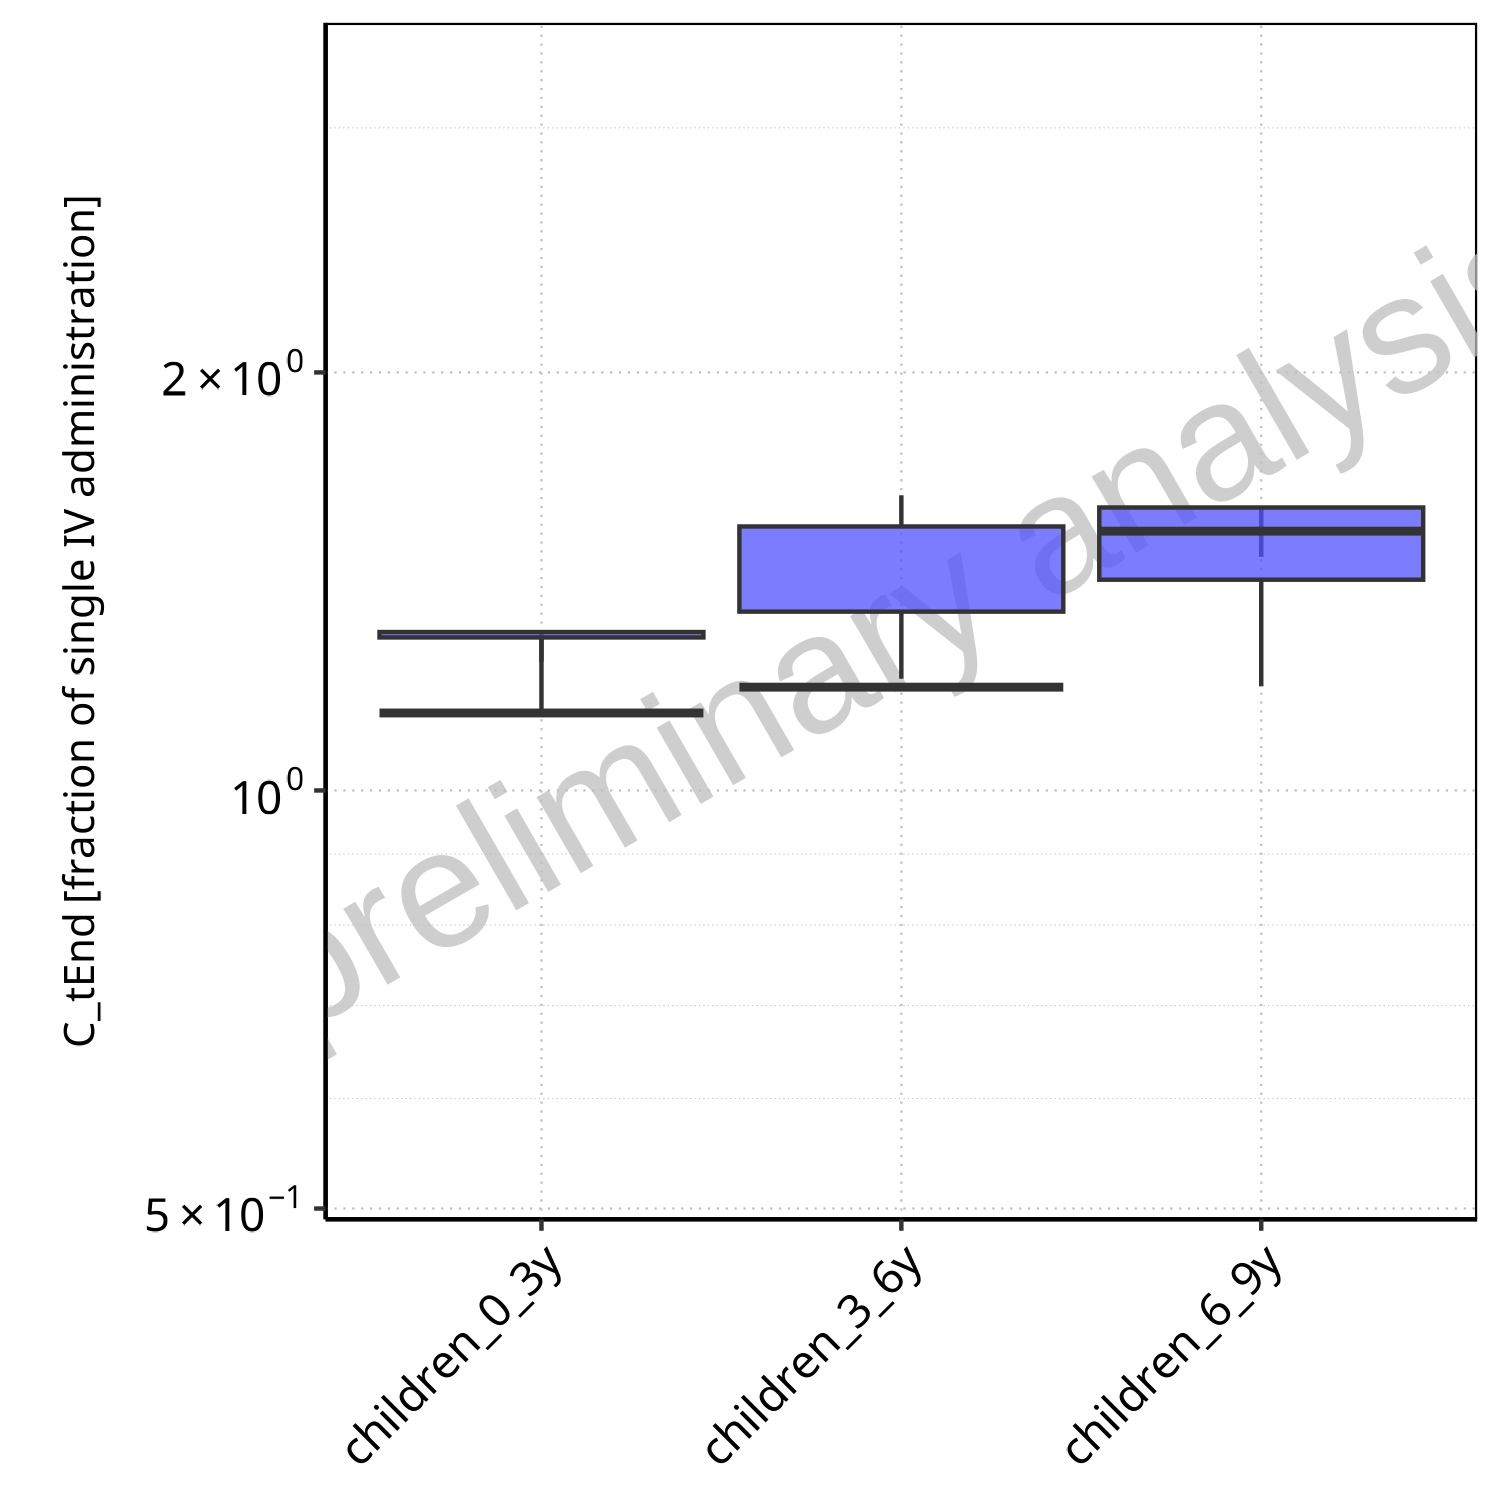 C_tEnd [fraction of single IV administration]
2 × 10⁰
10⁰
5 × 10⁻¹
preliminary analysis
children_0_3y
children_3_6y
children_6_9y